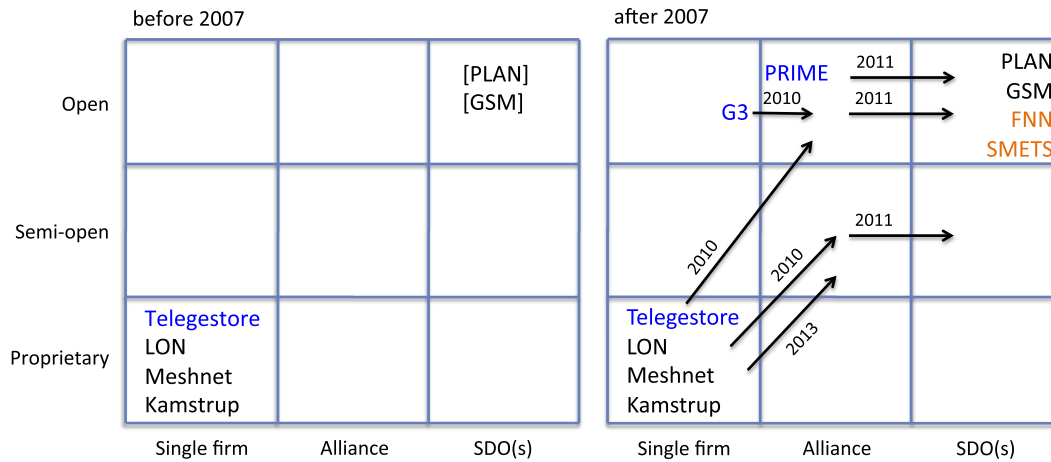 before 2007
after 2007
Open
[PLAN]
[GSM]
PRIME
2011
PLAN
GSM
G3
2010
2011
FNN
SMETS
Semi-open
2010
2010
2011
2013
Proprietary
Telegestore
LON
Meshnet
Kamstrup
Telegestore
LON
Meshnet
Kamstrup
Single firm
Alliance
SDO(s)
Single firm
Alliance
SDO(s)